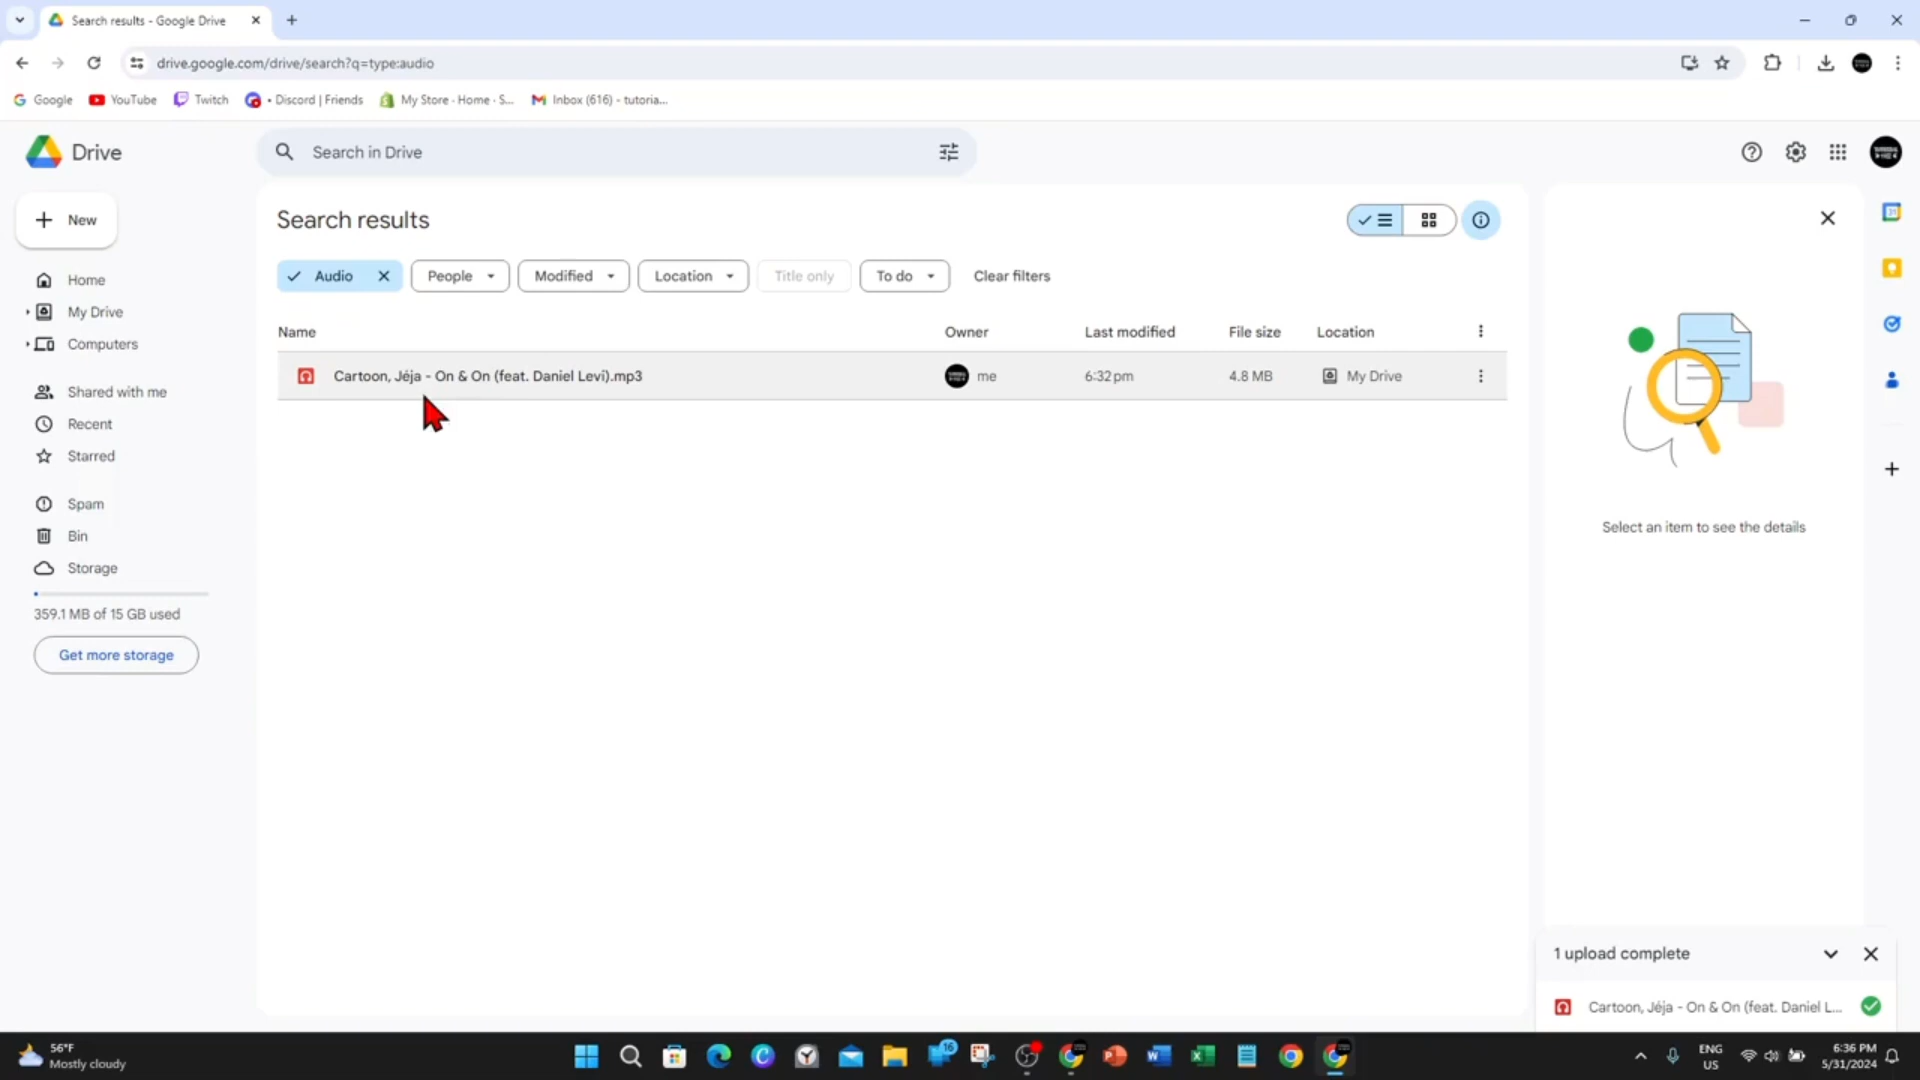 Search results - Google Drive
drive.google.com/drive/search?q=type:audio
Google
YouTube
Twitch
• Discord | Friends
My Store · Home · S...
Inbox (616) - tutoria...
Drive
Search in Drive
New
Home
My Drive
Computers
Shared with me
Recent
Starred
Spam
Bin
Storage
359.1 MB of 15 GB used
Get more storage
Search results
Audio
People
Modified
Location
Title only
To do
Clear filters
Name Owner Last modified File size Location
Cartoon, Jéja - On & On (feat. Daniel Levi).mp3 me 6:32 pm 4.8 MB My Drive
Select an item to see the details
1 upload complete
Cartoon, Jéja - On & On (feat. Daniel L...
56°F
Mostly cloudy
16
ENG
US
6:36 PM
5/31/2024